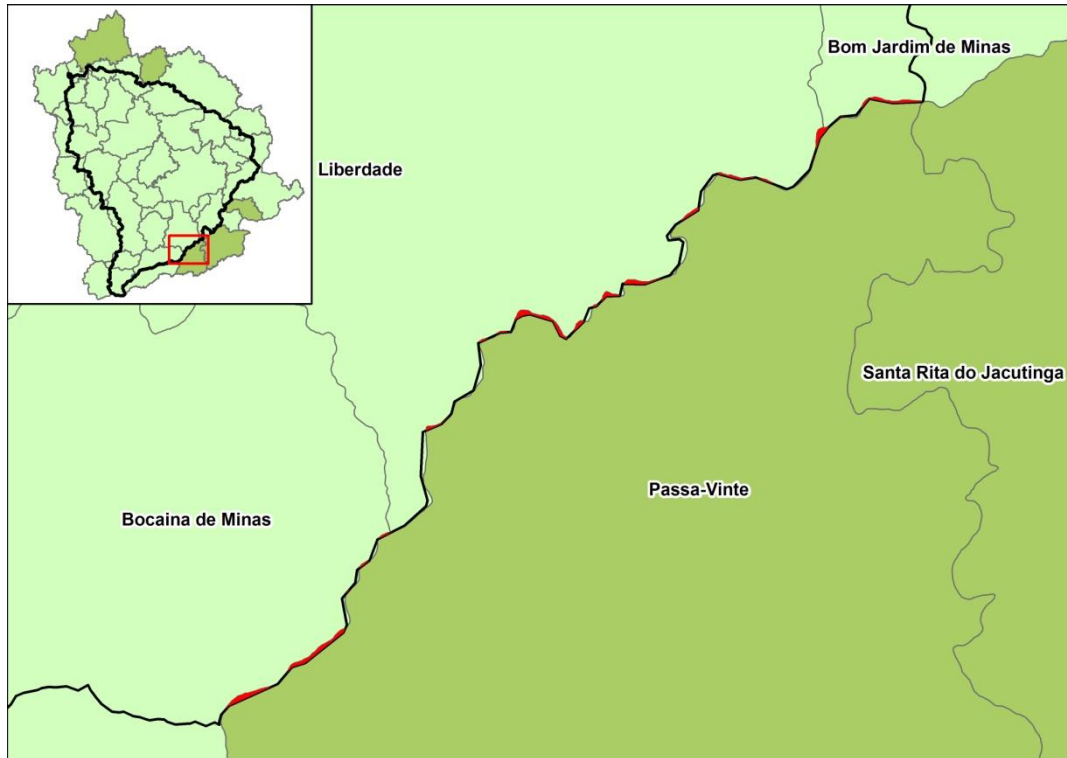 Bom Jardim de Minas
Liberdade
Santa Rita do Jacutinga
Passa-Vinte
Bocaina de Minas